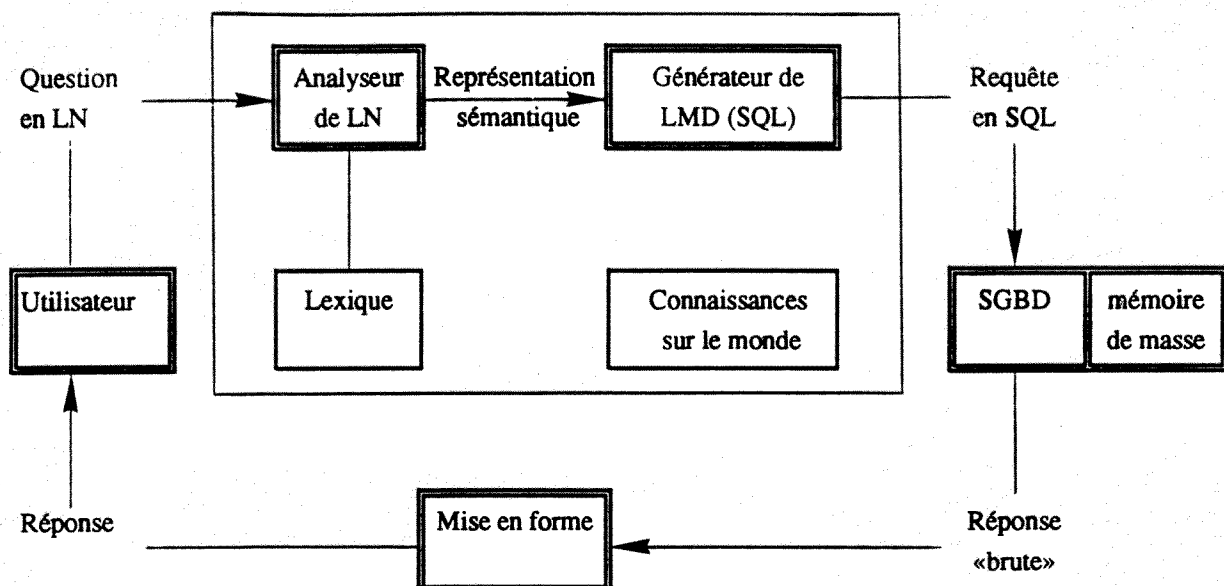 Question
en LN
Analyseur
de LN
Représentation
sémantique
Générateur de
LMD (SQL)
Requête
en SQL
Utilisateur
Lexique
Connaissances
sur le monde
SGBD
mémoire
de masse
Réponse
Mise en forme
Réponse
«brute»